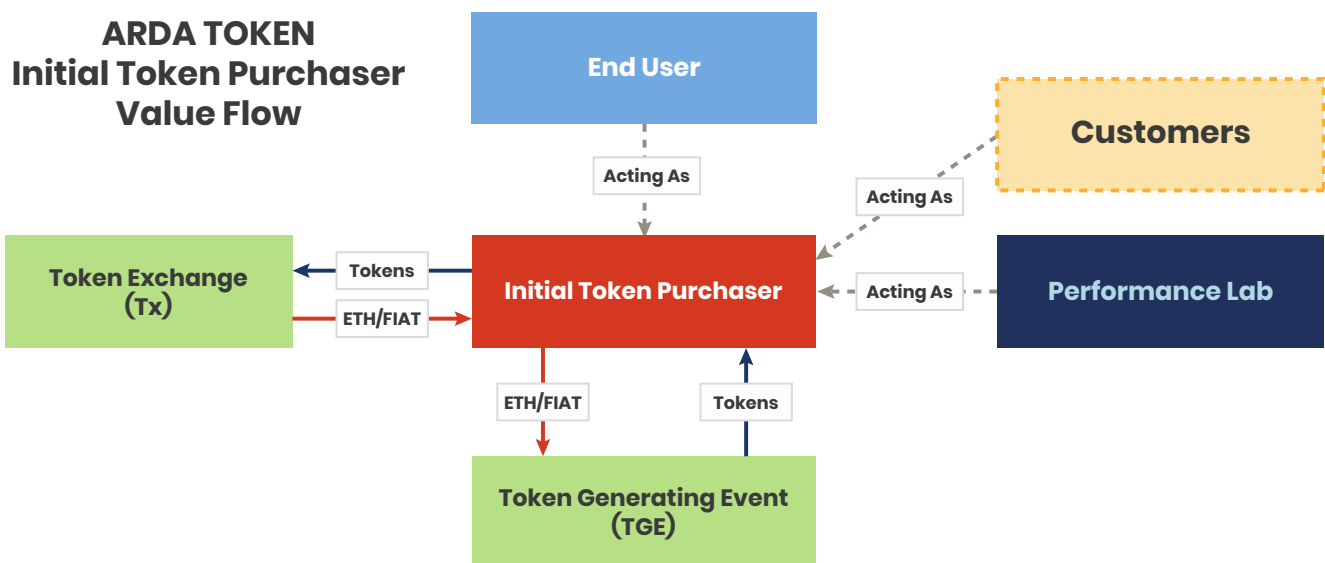 ARDA TOKEN
Initial Token Purchaser
Value Flow
End User
Customers
Acting As
Acting As
Token Exchange
(Tx)
Tokens
ETH/FIAT
Initial Token Purchaser
Acting As
Performance Lab
ETH/FIAT
Tokens
Token Generating Event
(TGE)